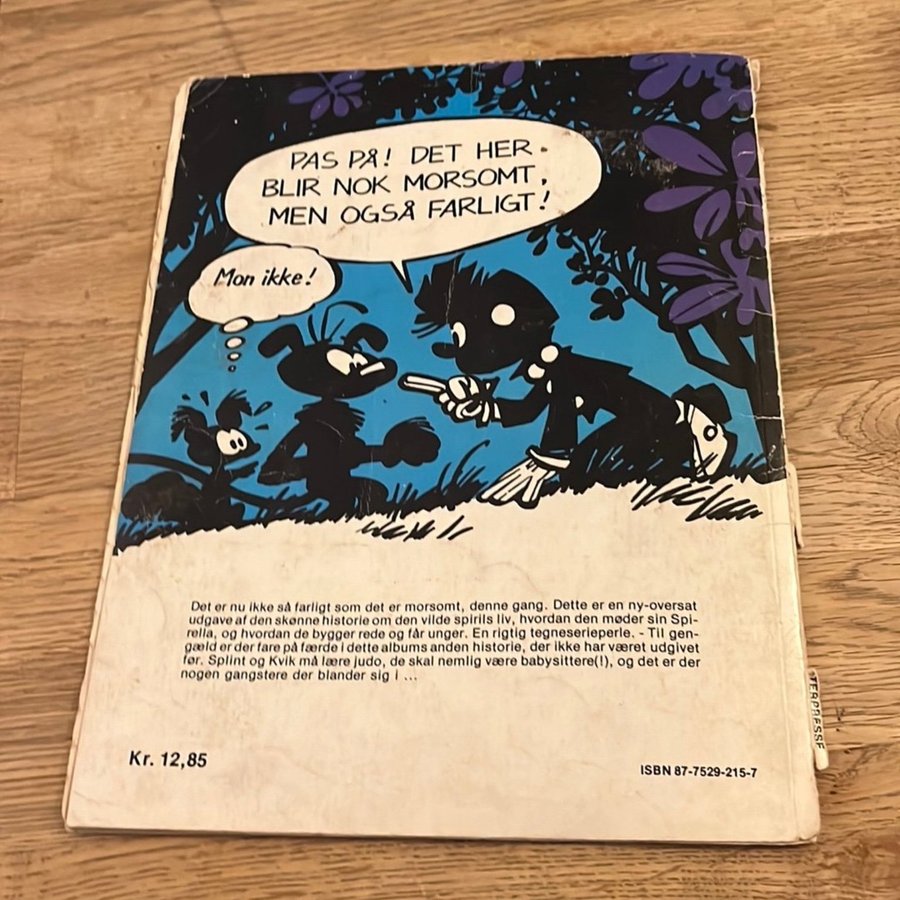 PAS PÅ! DET HER
BLIR NOK MORSOMT,
MEN OGSÅ FARLIGT!
Mon ikke!
Det er nu ikke så farligt som det er morsomt, denne gang. Dette er en ny-oversat
udgave af den skønne historie om den vilde spirils liv, hvordan den møder sin Spi-
rella, og hvordan de bygger rede og får unger. En rigtig tegneserieperle. - Til gen-
gæld er der fare på færde i dette albums anden historie, der ikke har været udgivet
før. Splint og Kvik må lære judo, de skal nemlig være babysittere(!), og det er der
nogen gangstere der blander sig i ...
Kr. 12,85
ISBN 87-7529-215-7
TERPRESSE